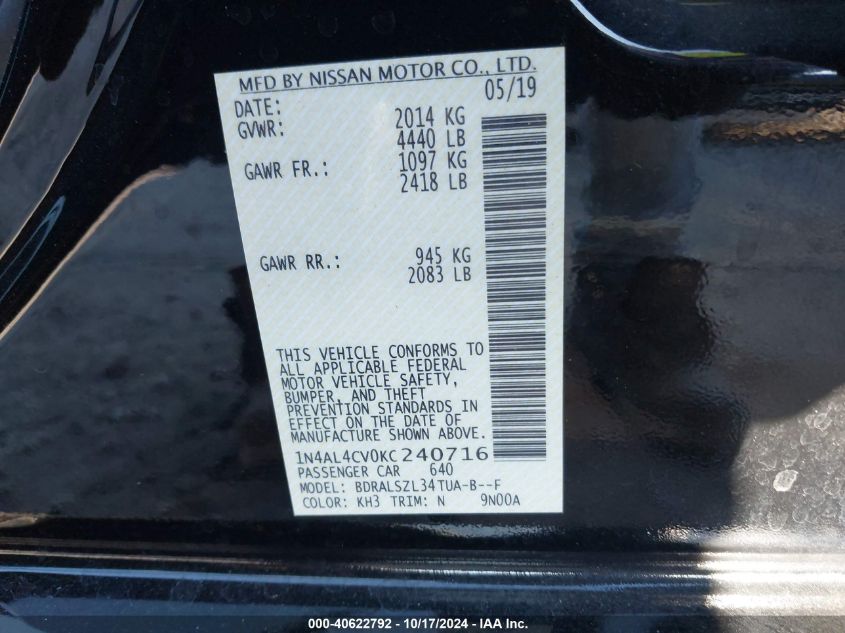 MFD BY NISSAN MOTOR CO., LTD.
DATE: 05/19
GVWR: 2014 KG
4440 LB
GAWR FR.: 1097 KG
2418 LB
GAWR RR.: 945 KG
2083 LB
THIS VEHICLE CONFORMS TO
ALL APPLICABLE FEDERAL
MOTOR VEHICLE SAFETY,
BUMPER, AND THEFT
PREVENTION STANDARDS IN
EFFECT ON THE DATE OF
MANUFACTURE SHOWN ABOVE.
1N4AL4CV0KC240716
PASSENGER CAR 640
MODEL: BDRALSZL34TUA-B--F
COLOR: KH3 TRIM: N 9N00A
000-40622792 - 10/17/2024 - IAA Inc.